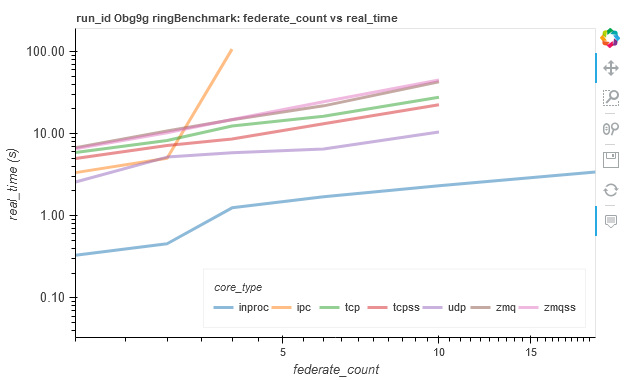 run_id Obg9g ringBenchmark: federate_count vs real_time
100.00
10.00
1.00
0.10
real_time (s)
core_type
inproc ipc tcp tcpss udp zmq zmqss
5 10 15
federate_count